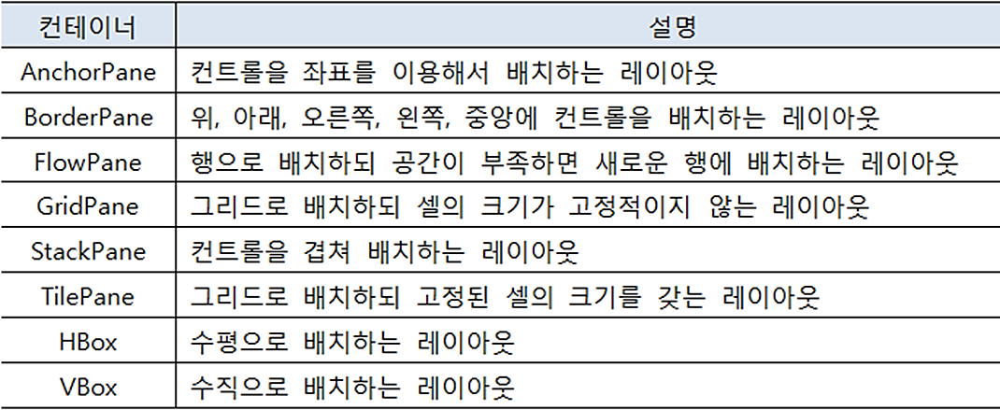 컨테이너 설명
AnchorPane 컨트롤을 좌표를 이용해서 배치하는 레이아웃
BorderPane 위, 아래, 오른쪽, 왼쪽, 중앙에 컨트롤을 배치하는 레이아웃
FlowPane 행으로 배치하되 공간이 부족하면 새로운 행에 배치하는 레이아웃
GridPane 그리드로 배치하되 셀의 크기가 고정적이지 않는 레이아웃
StackPane 컨트롤을 겹쳐 배치하는 레이아웃
TilePane 그리드로 배치하되 고정된 셀의 크기를 갖는 레이아웃
HBox 수평으로 배치하는 레이아웃
VBox 수직으로 배치하는 레이아웃